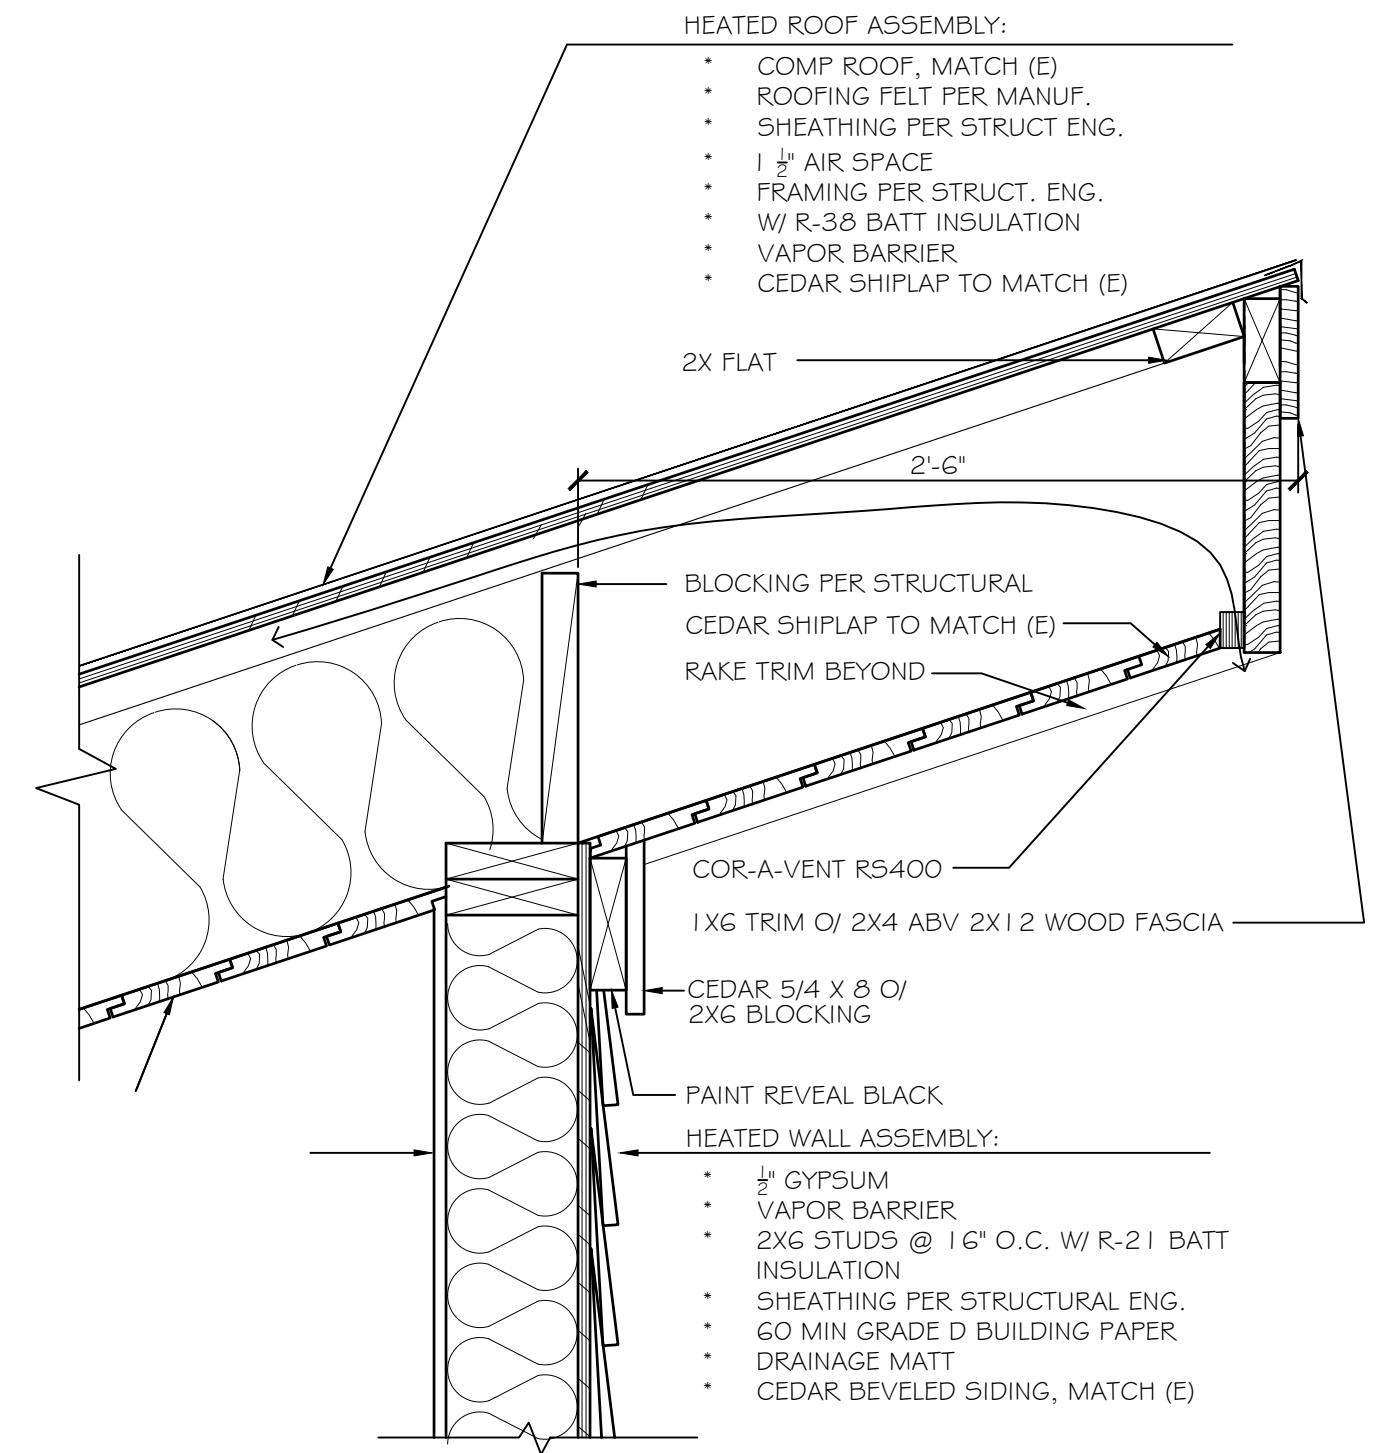 HEATED ROOF ASSEMBLY:
* COMP ROOF, MATCH (E)
* ROOFING FELT PER MANUF.
* SHEATHING PER STRUCT ENG.
* 1 1/2" AIR SPACE
* FRAMING PER STRUCT. ENG.
* W/ R-38 BATT INSULATION
* VAPOR BARRIER
* CEDAR SHIPLAP TO MATCH (E)
2X FLAT
2'-6"
BLOCKING PER STRUCTURAL
CEDAR SHIPLAP TO MATCH (E)
RAKE TRIM BEYOND
COR-A-VENT RS400
1X6 TRIM O/ 2X4 ABV 2X12 WOOD FASCIA
CEDAR 5/4 X 8 O/
2X6 BLOCKING
PAINT REVEAL BLACK
HEATED WALL ASSEMBLY:
* 1/2" GYPSUM
* VAPOR BARRIER
* 2X6 STUDS @ 16" O.C. W/ R-21 BATT
INSULATION
* SHEATHING PER STRUCTURAL ENG.
* 60 MIN GRADE D BUILDING PAPER
* DRAINAGE MATT
* CEDAR BEVELED SIDING, MATCH (E)